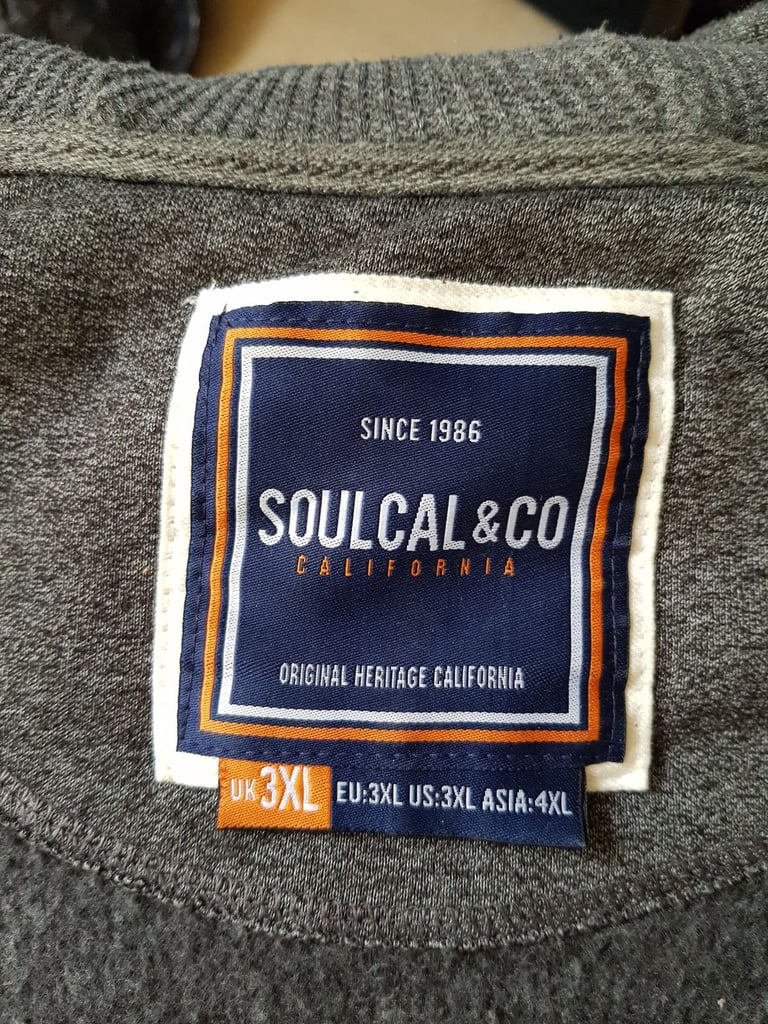 SINCE 1986
SOULCAL&CO
CALIFORNIA
ORIGINAL HERITAGE CALIFORNIA
UK 3XL EU:3XL US:3XL ASIA:4XL